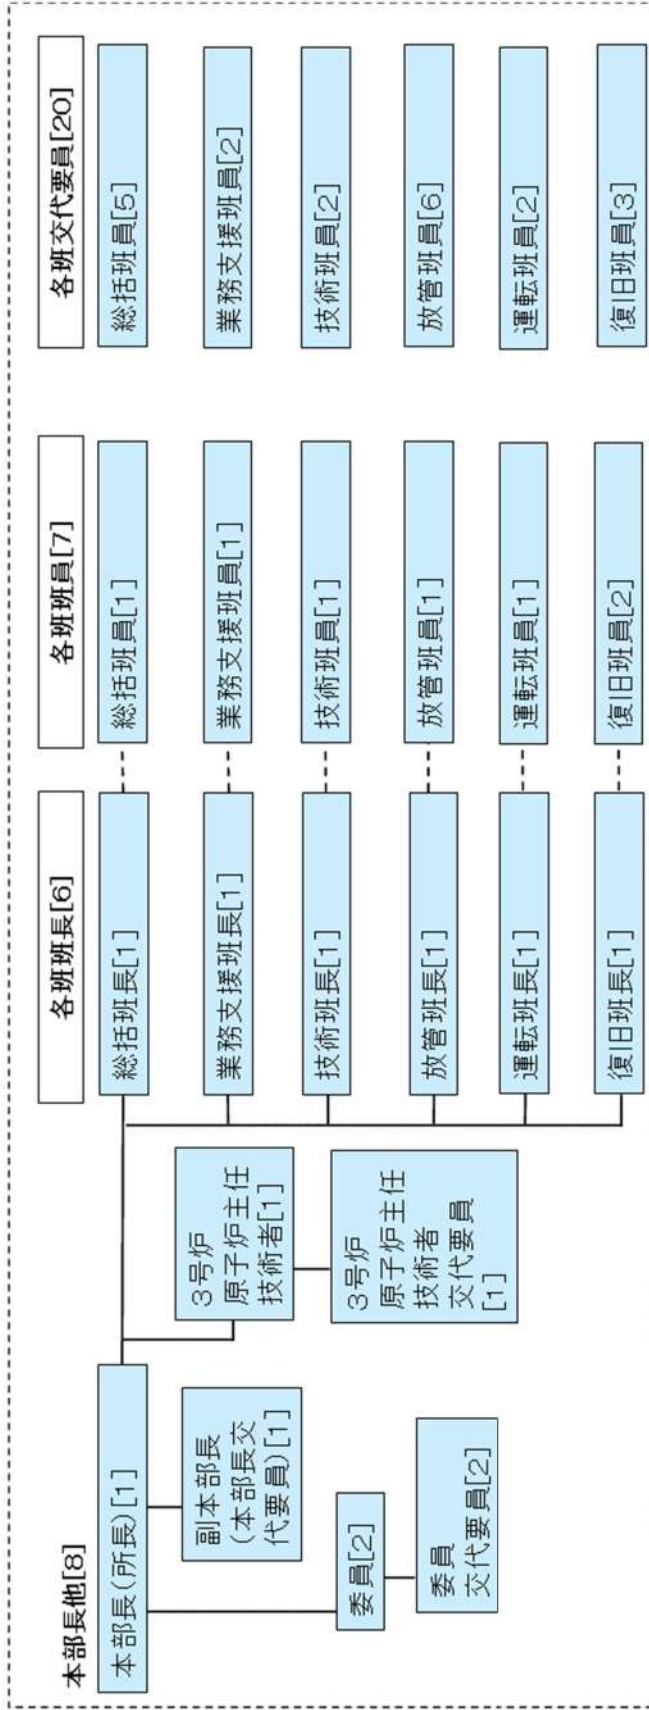 本部長他[8]
本部長(所長)[1]
副本部長
(本部長交
代要員)[1]
委員[2]
委員
交代要員[2]
3号炉
原子炉主任
技術者[1]
3号炉
原子炉主任
技術者
交代要員
[1]
各班班長[6]
総括班長[1]
業務支援班長[1]
技術班長[1]
放管班長[1]
運転班長[1]
復旧班長[1]
各班班員[7]
総括班員[1]
業務支援班員[1]
技術班員[1]
放管班員[1]
運転班員[1]
復旧班員[2]
各班交代要員[20]
総括班員[5]
業務支援班員[2]
技術班員[2]
放管班員[6]
運転班員[2]
復旧班員[3]